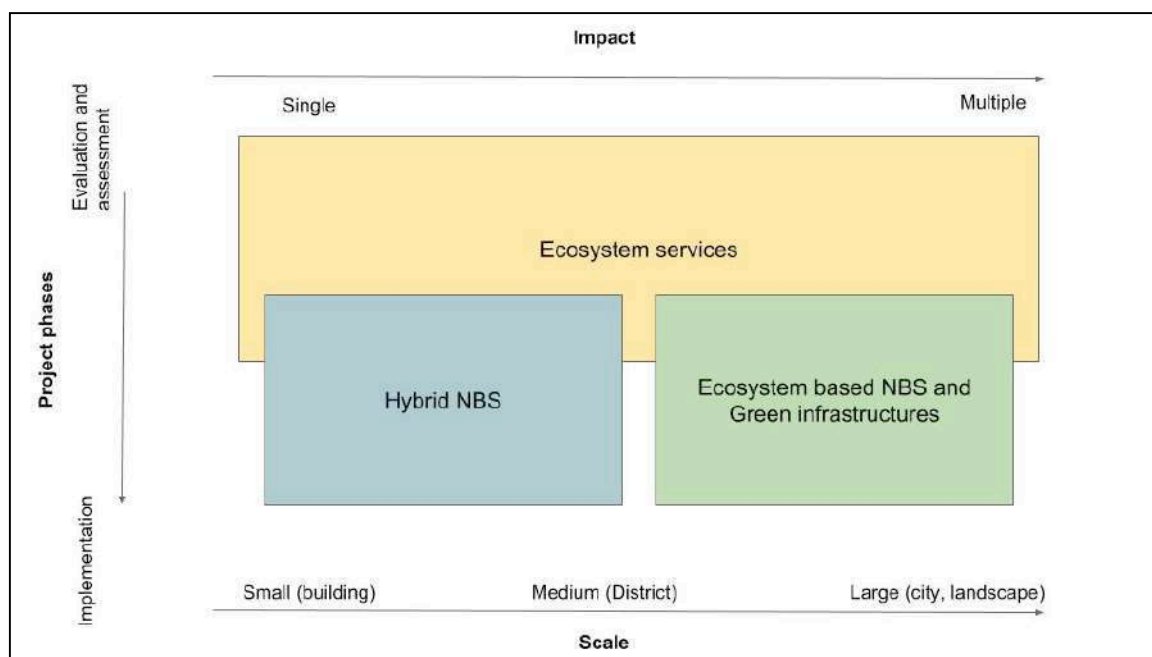 Impact
Single
Multiple
Evaluation and
assessment
Ecosystem services
Project phases
Hybrid NBS
Ecosystem based NBS and
Green infrastructures
Implementation
Small (building)
Medium (District)
Large (city, landscape)
Scale